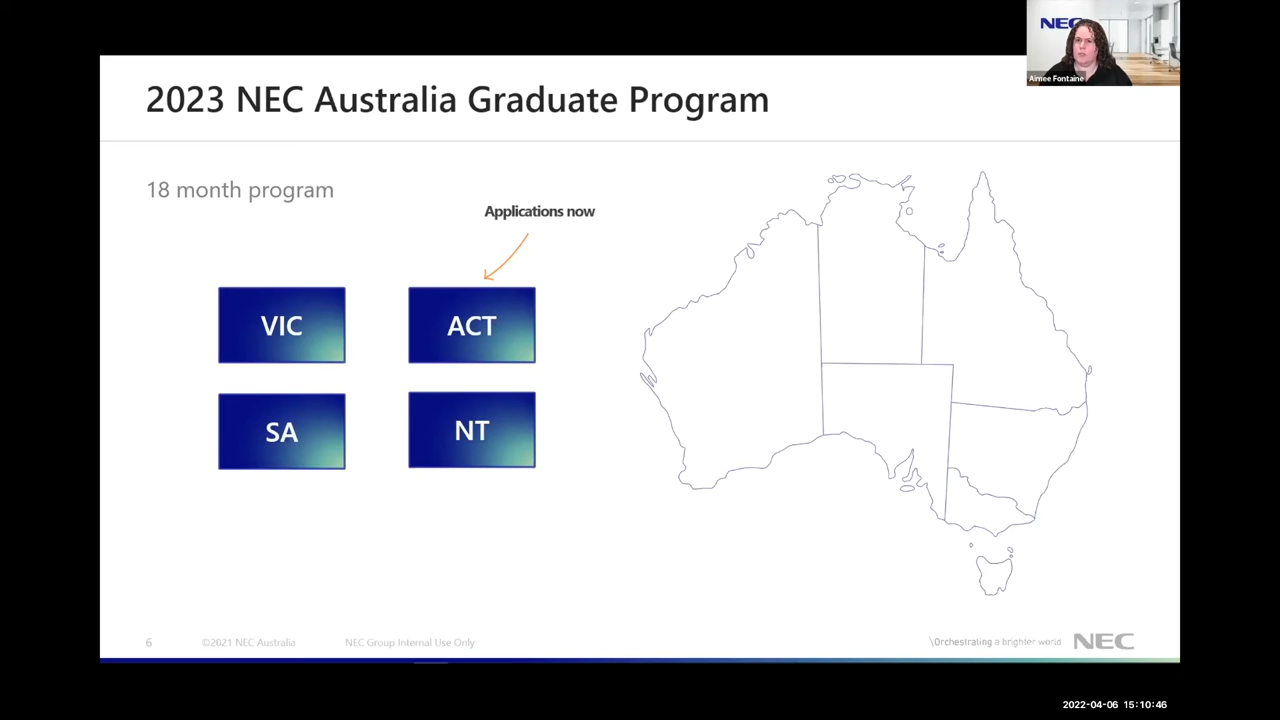 NEC
Aimee Fontaine
2023 NEC Australia Graduate Program
18 month program
Applications now
VIC
ACT
SA
NT
6
©2021 NEC Australia
NEC Group Internal Use Only
\Orchestrating a brighter world
NEC
2022-04-06 15:10:46